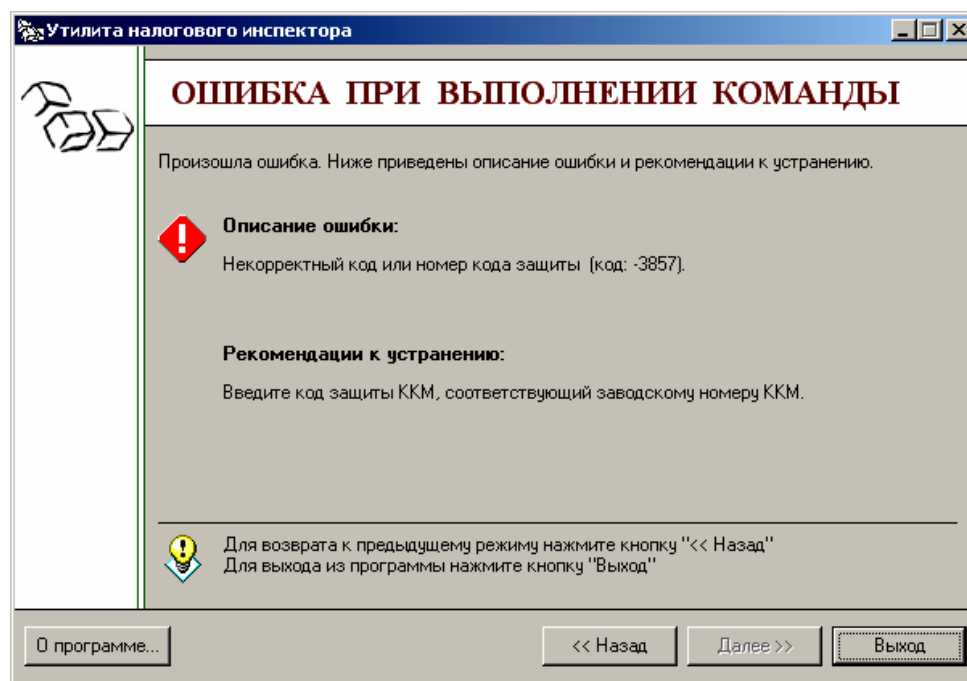 Утилита налогового инспектора
ОШИБКА ПРИ ВЫПОЛНЕНИИ КОМАНДЫ
Произошла ошибка. Ниже приведены описание ошибки и рекомендации к устранению.
Описание ошибки:
Некорректный код или номер кода защиты (код: -3857).
Рекомендации к устранению:
Введите код защиты ККМ, соответствующий заводскому номеру ККМ.
Для возврата к предыдущему режиму нажмите кнопку "<< Назад"
Для выхода из программы нажмите кнопку "Выход"
О программе... << Назад Далее >> Выход